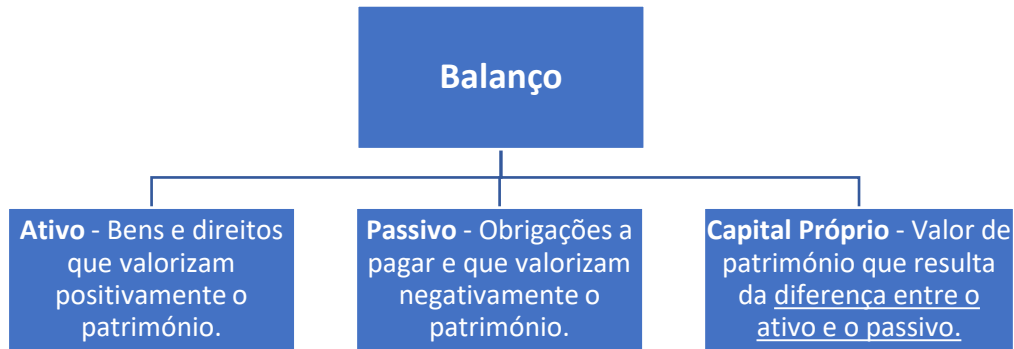 Balanço
Ativo - Bens e direitos
que valorizam
positivamente o
património.
Passivo - Obrigações a
pagar e que valorizam
negativamente o
património.
Capital Próprio - Valor de
património que resulta
da diferença entre o
ativo e o passivo.